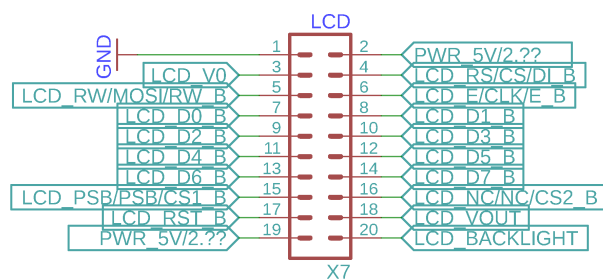 LCD
GND 1 2 PWR_5V/2.??
LCD_V0 3 4 LCD_RS/CS/DI_B
LCD_RW/MOSI/RW_B 5 6 LCD_E/CLK/E_B
LCD_D0_B 7 8 LCD_D1_B
LCD_D2_B 9 10 LCD_D3_B
LCD_D4_B 11 12 LCD_D5_B
LCD_D6_B 13 14 LCD_D7_B
LCD_PSB/PSB/CS1_B 15 16 LCD_NC/NC/CS2_B
LCD_RST_B 17 18 LCD_VOUT
PWR_5V/2.?? 19 20 LCD_BACKLIGHT
X7